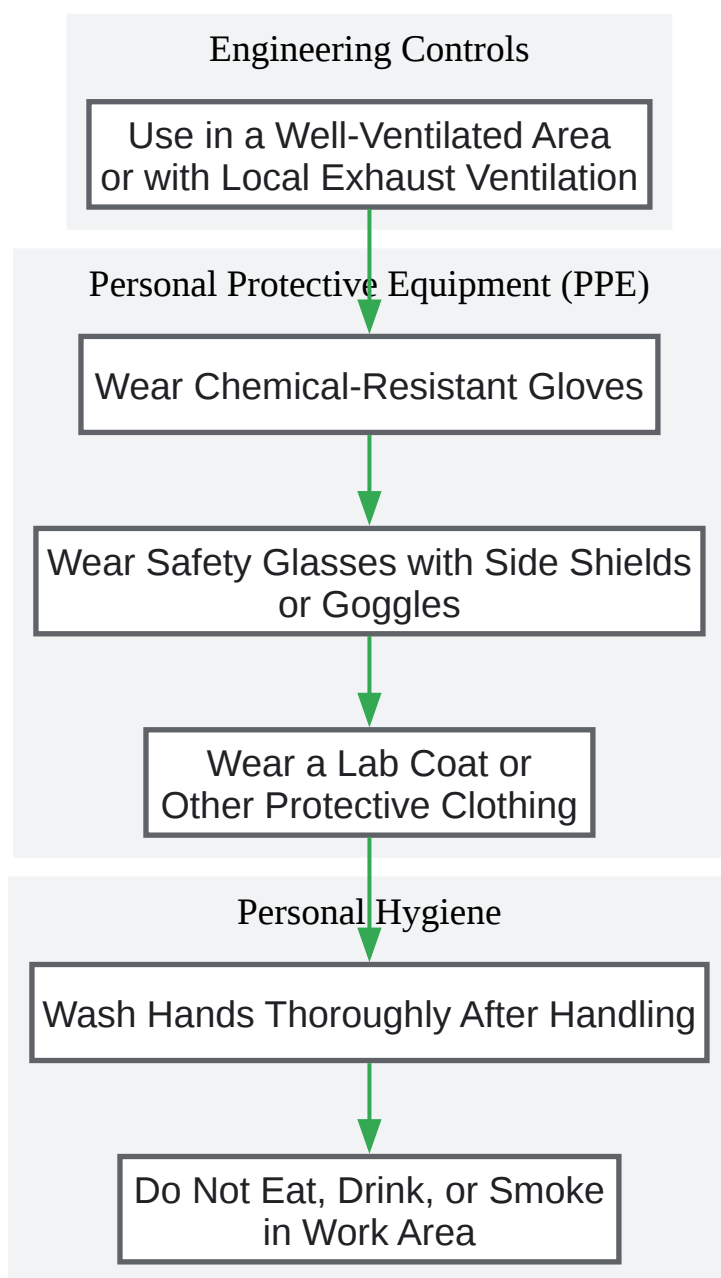 Engineering Controls
Use in a Well-Ventilated Area
or with Local Exhaust Ventilation
Personal Protective Equipment (PPE)
Wear Chemical-Resistant Gloves
Wear Safety Glasses with Side Shields
or Goggles
Wear a Lab Coat or
Other Protective Clothing
Personal Hygiene
Wash Hands Thoroughly After Handling
Do Not Eat, Drink, or Smoke
in Work Area